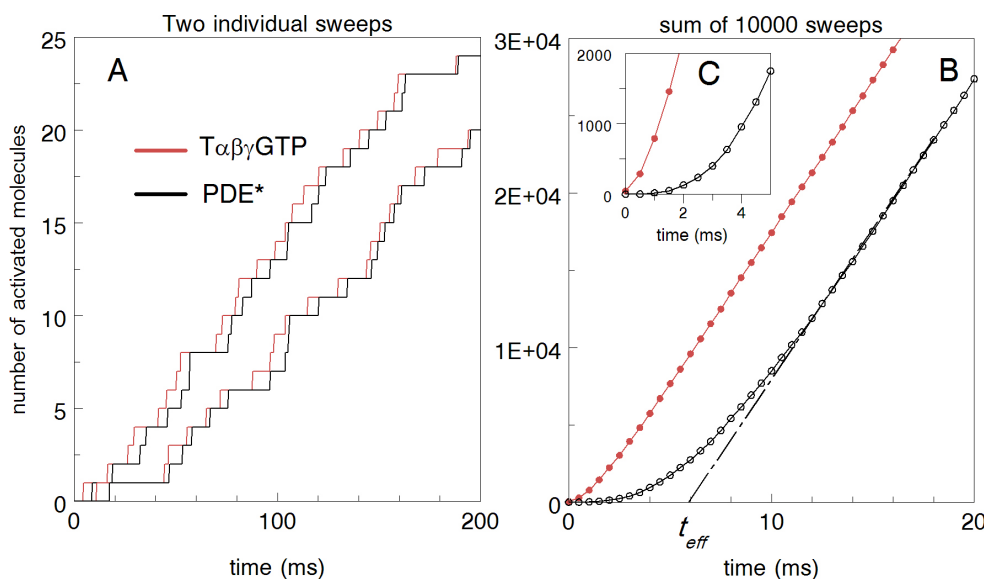 Two individual sweeps
sum of 10000 sweeps
A
TαβγGTP
PDE*
number of activated molecules
25
20
15
10
5
0
0
100
200
time (ms)
B
3E+04
2E+04
1E+04
0
0
10
20
t eff
time (ms)
C
2000
1000
0
0
2
4
time (ms)